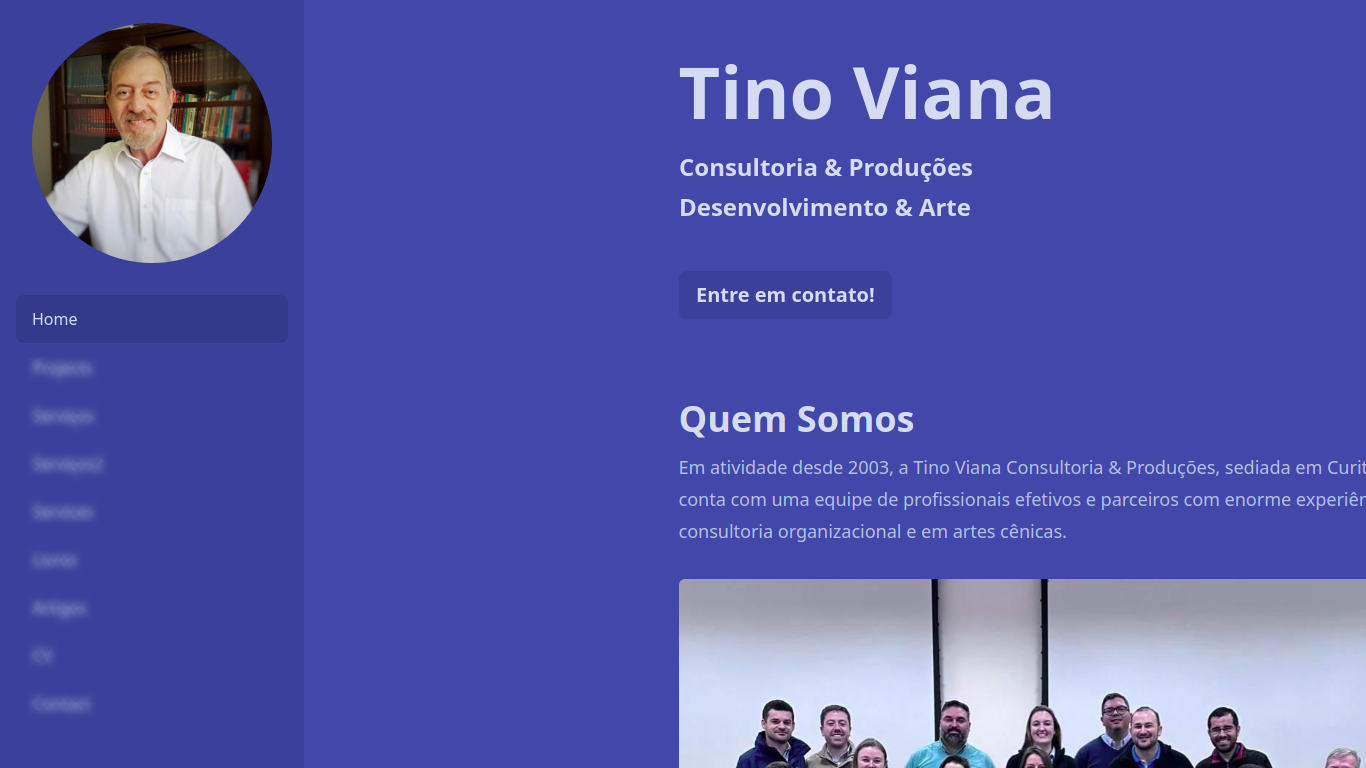 Tino Viana
Consultoria & Produções
Desenvolvimento & Arte
Entre em contato!
Home
Projects
Serviços
Serviços2
Services
Livros
Artigos
CV
Contact
Quem Somos
Em atividade desde 2003, a Tino Viana Consultoria & Produções, sediada em Curit
conta com uma equipe de profissionais efetivos e parceiros com enorme experiên
consultoria organizacional e em artes cênicas.